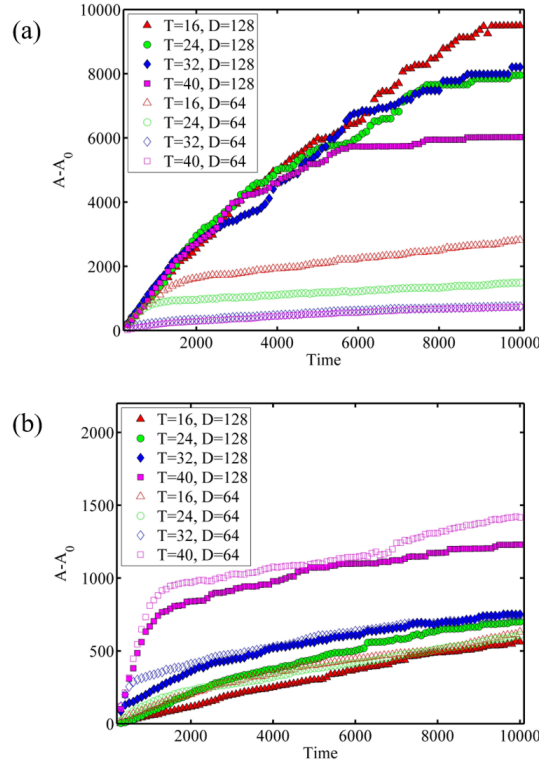 (a)
10000
8000
6000
4000
2000
0
A-A0
T=16, D=128
T=24, D=128
T=32, D=128
T=40, D=128
T=16, D=64
T=24, D=64
T=32, D=64
T=40, D=64
2000 4000 6000 8000 10000
Time
(b)
2000
1500
1000
500
0
A-A0
T=16, D=128
T=24, D=128
T=32, D=128
T=40, D=128
T=16, D=64
T=24, D=64
T=32, D=64
T=40, D=64
2000 4000 6000 8000 10000
Time